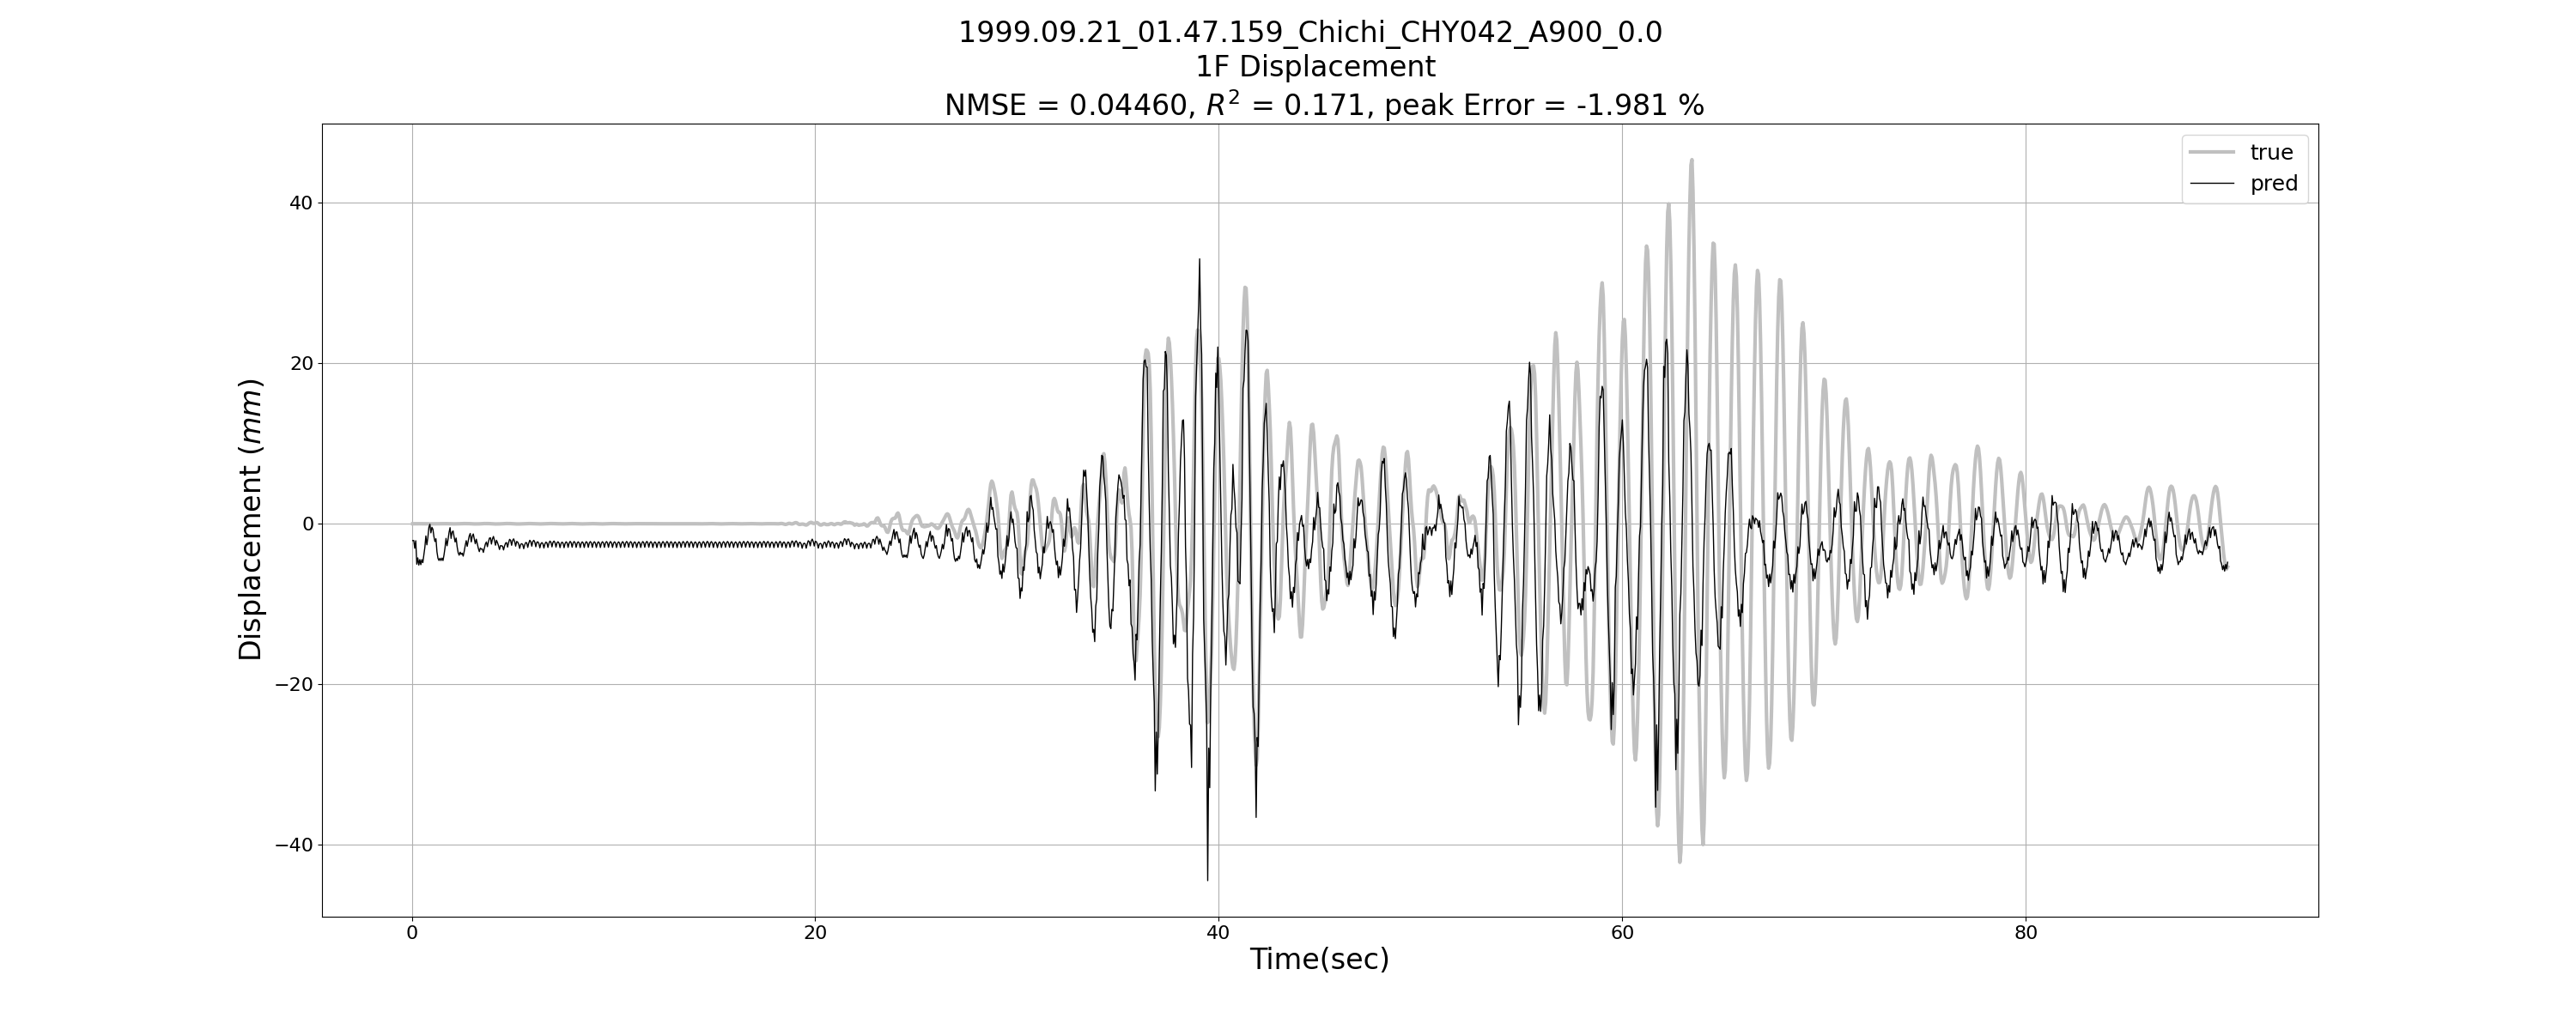 1999.09.21_01.47.159_Chichi_CHY042_A900_0.0
1F Displacement
NMSE = 0.04460, R² = 0.171, peak Error = -1.981 %
true
pred
Displacement (mm)
40
20
0
−20
−40
0 20 40 60 80
Time(sec)